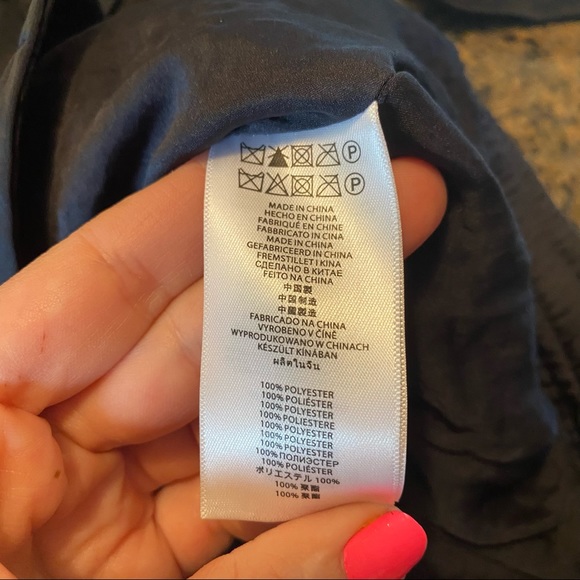 P
P
MADE IN CHINA
HECHO EN CHINA
FABRIQUÉ EN CHINE
FABBRICATO IN CINA
MADE IN CHINA
GEFABRICEERD IN CHINA
FREMSTILLET I KINA
СДЕЛАНО В КИТАЕ
FEITO NA CHINA
中国製
中国制造
中國製造
FABRICADO NA CHINA
VYROBENO V ČÍNĚ
WYPRODUKOWANO W CHINACH
KÉSZÜLT KÍNÁBAN
ผลิตในจีน
100% POLYESTER
100% POLIÉSTER
100% POLYESTER
100% POLIESTERE
100% POLYESTER
100% POLYESTER
100% POLYESTER
100% ПОЛИЭСТЕР
100% POLIÉSTER
ポリエステル 100%
100% 聚酯
100% 聚酯